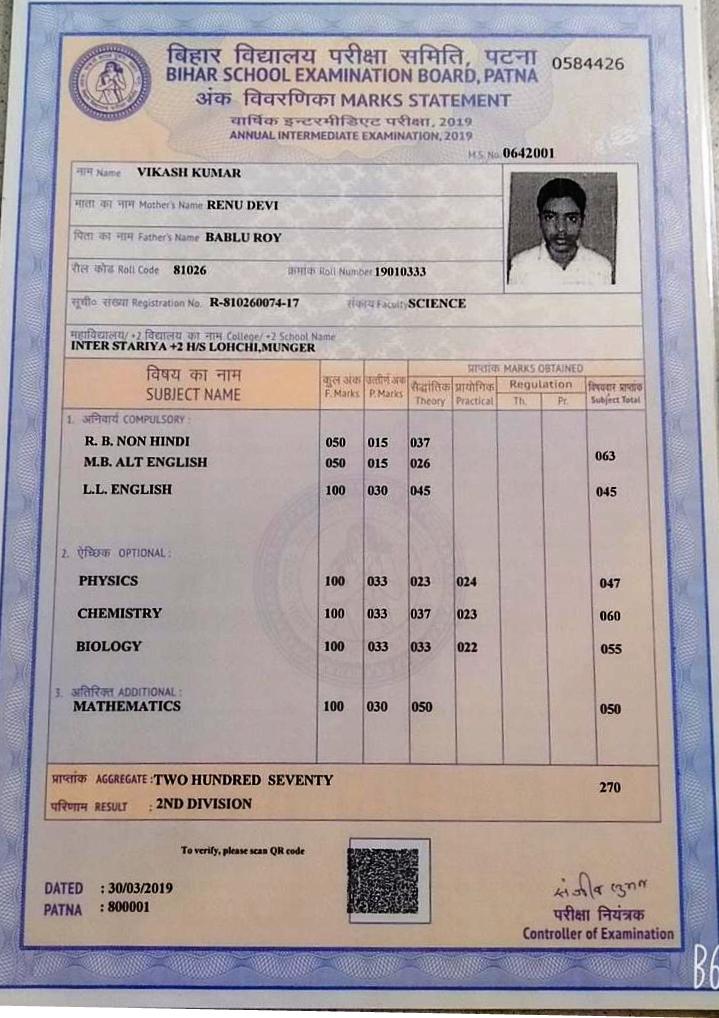 बिहार विद्यालय परीक्षा समिति, पटना
BIHAR SCHOOL EXAMINATION BOARD, PATNA
0584426
अंक विवरणिका MARKS STATEMENT
वार्षिक इन्टरमीडिएट परीक्षा, 2019
ANNUAL INTERMEDIATE EXAMINATION, 2019
M.S. No. 0642001
नाम Name VIKASH KUMAR
माता का नाम Mother's Name RENU DEVI
पिता का नाम Father's Name BABLU ROY
रौल कोड Roll Code 81026 क्रमांक Roll Number 19010333
सूची० संख्या Registration No. R-810260074-17 संकाय Faculty SCIENCE
महाविद्यालय/ +2 विद्यालय का नाम College/ +2 School Name
INTER STARIYA +2 H/S LOHCHI,MUNGER
विषय का नाम SUBJECT NAME कुल अंक F. Marks उत्तीर्ण अंक P. Marks प्राप्तांक MARKS OBTAINED
सैद्धांतिक Theory प्रायोगिक Practical Regulation Th. Pr. विषयवार प्राप्तांक Subject Total
1. अनिवार्य COMPULSORY :
R. B. NON HINDI 050 015 037
063
M.B. ALT ENGLISH 050 015 026
L.L. ENGLISH 100 030 045 045
2. ऐच्छिक OPTIONAL :
PHYSICS 100 033 023 024 047
CHEMISTRY 100 033 037 023 060
BIOLOGY 100 033 033 022 055
3. अतिरिक्त ADDITIONAL :
MATHEMATICS 100 030 050 050
प्राप्तांक AGGREGATE : TWO HUNDRED SEVENTY 270
परिणाम RESULT : 2ND DIVISION
To verify, please scan QR code
DATED : 30/03/2019
PATNA : 800001
परीक्षा नियंत्रक
Controller of Examination